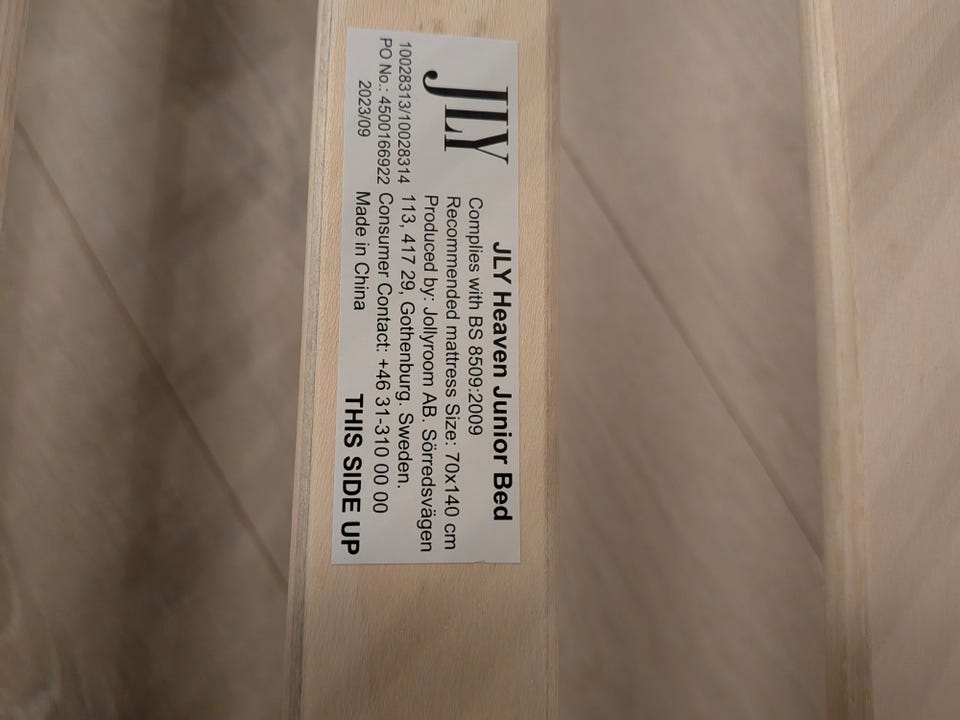 JLY
10028313/10028314
PO No.: 4500166922
2023/09
JLY Heaven Junior Bed
Complies with BS 8509:2009
Recommended mattress Size: 70x140 cm
Produced by: Jollyroom AB. Sörredsvägen
113, 417 29, Gothenburg. Sweden.
Consumer Contact: +46 31-310 00 00
Made in China
THIS SIDE UP